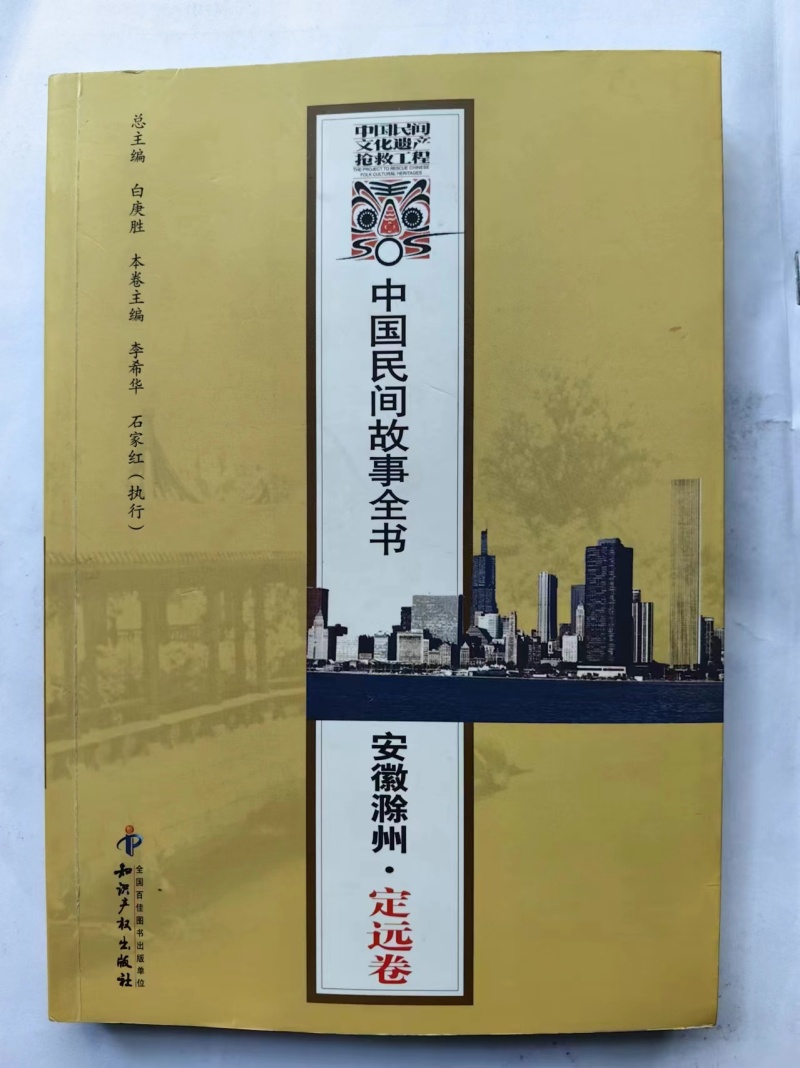 中国民间
文化遗产
抢救工程
THE PROJECT TO RESCUE CHINESE
FOLK CULTURAL HERITAGES
SOS
中国民间故事全书
安徽滁州·定远卷
总主编 白庚胜 本卷主编 李希华 石家红（执行）
全国百佳图书出版单位
知识产权出版社